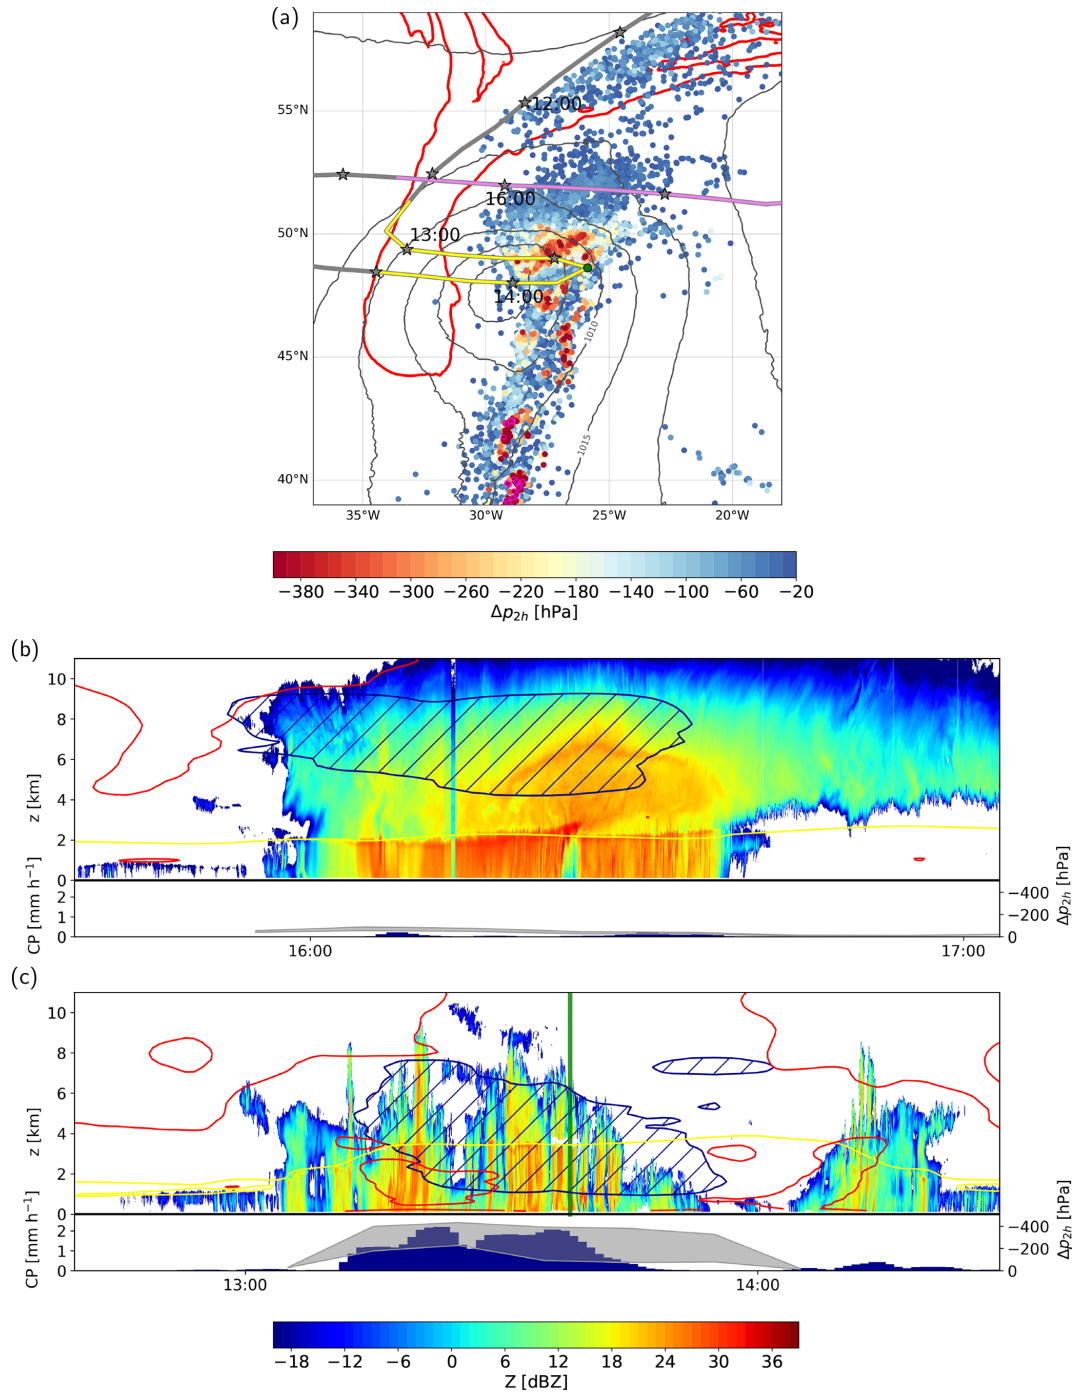 (a)
55°N
50°N
45°N
40°N
12:00
16:00
13:00
14:00
1010
1015
35°W 30°W 25°W 20°W
−380 −340 −300 −260 −220 −180 −140 −100 −60 −20
Δp2h [hPa]
(b)
10
8
6
4
2
0
z [km]
2
1
0
CP [mm h−1]
−400
−200
0
Δp2h [hPa]
16:00 17:00
(c)
10
8
6
4
2
0
z [km]
2
1
0
CP [mm h−1]
−400
−200
0
Δp2h [hPa]
13:00 14:00
−18 −12 −6 0 6 12 18 24 30 36
Z [dBZ]